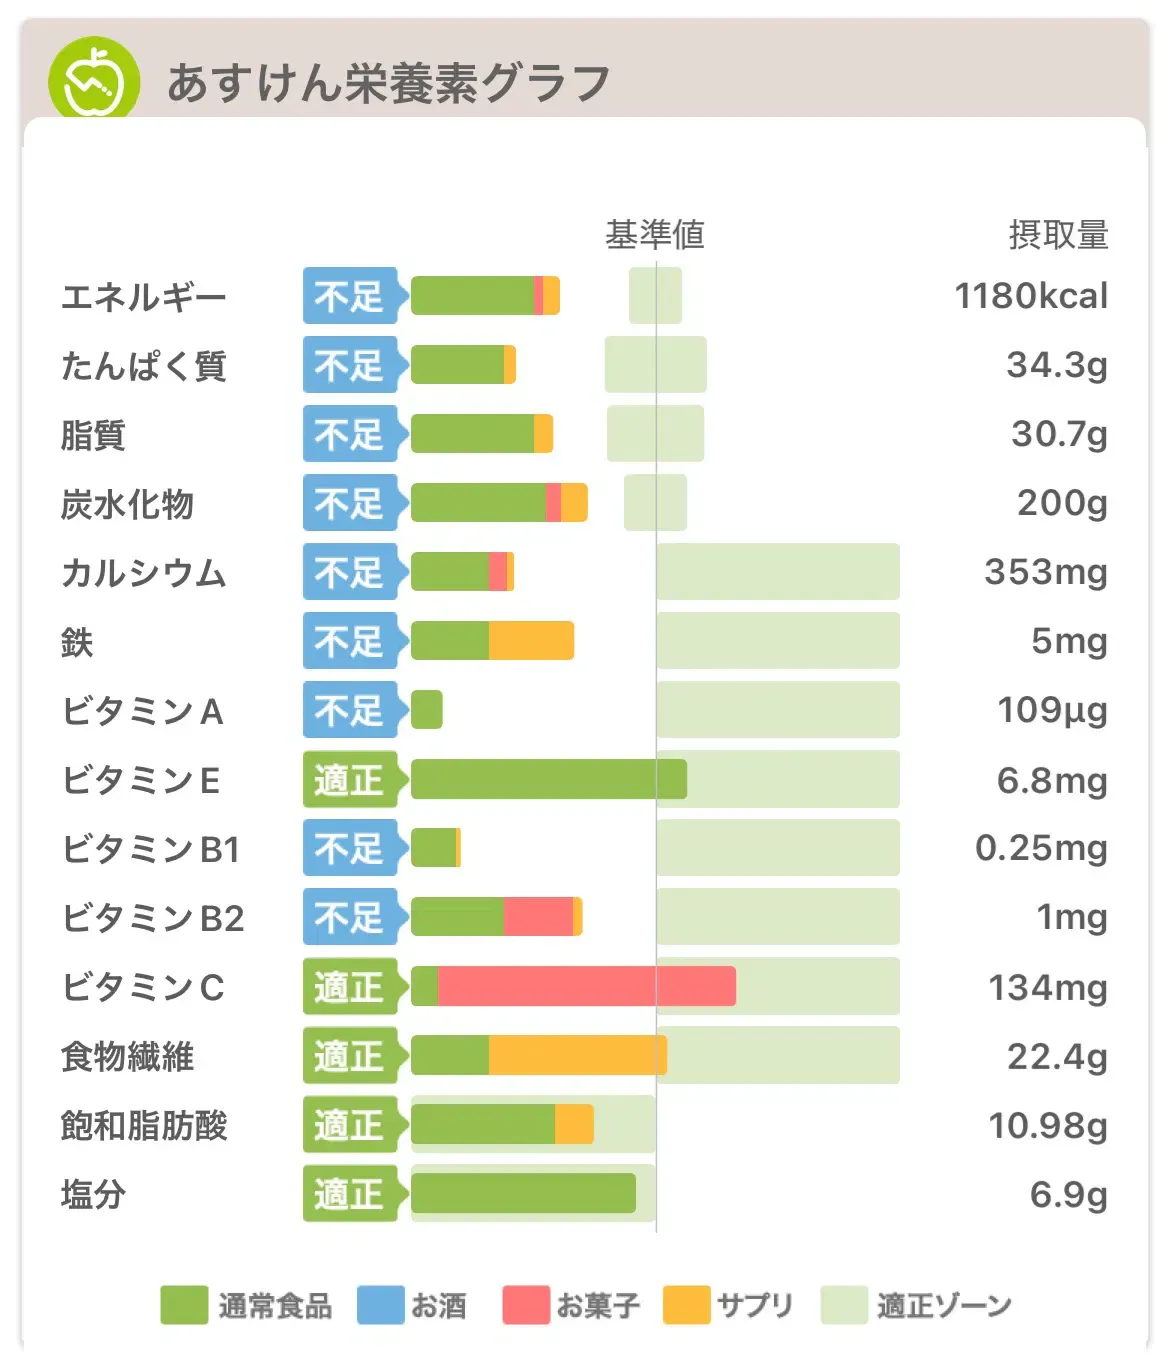 あすけん栄養素グラフ
基準値 摂取量
エネルギー 不足 1180kcal
たんぱく質 不足 34.3g
脂質 不足 30.7g
炭水化物 不足 200g
カルシウム 不足 353mg
鉄 不足 5mg
ビタミンA 不足 109μg
ビタミンE 適正 6.8mg
ビタミンB1 不足 0.25mg
ビタミンB2 不足 1mg
ビタミンC 適正 134mg
食物繊維 適正 22.4g
飽和脂肪酸 適正 10.98g
塩分 適正 6.9g
通常食品 お酒 お菓子 サプリ 適正ゾーン